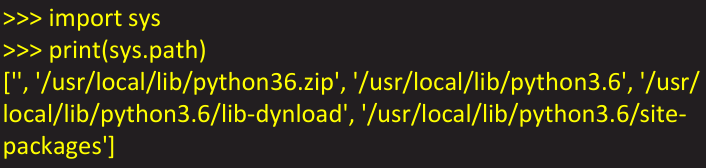 >>> import sys
>>> print(sys.path)
['', '/usr/local/lib/python36.zip', '/usr/local/lib/python3.6', '/usr/
local/lib/python3.6/lib-dynload', '/usr/local/lib/python3.6/site-
packages']